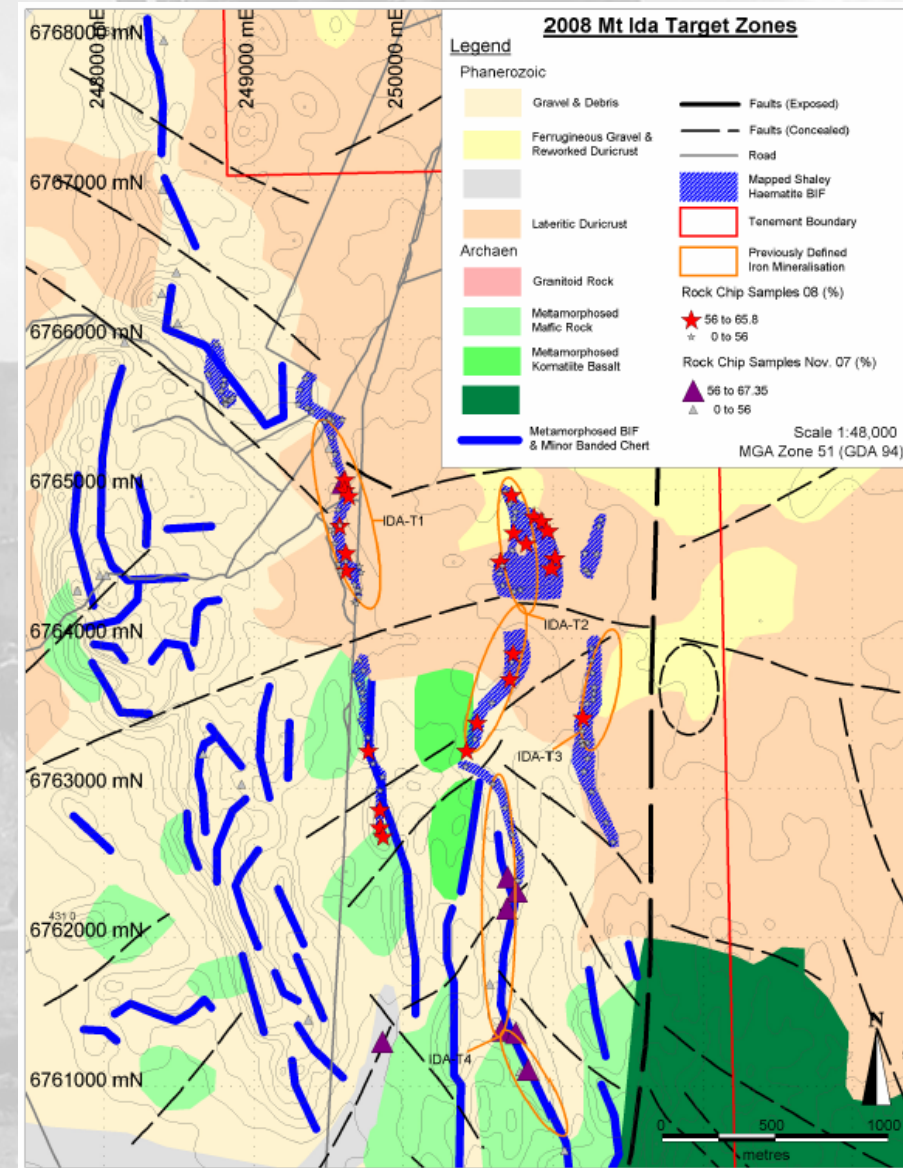 2008 Mt Ida Target Zones
Legend
Phanerozoic
Gravel & Debris
Ferrugineous Gravel &
Reworked Duricrust
Lateritic Duricrust
Archaen
Granitoid Rock
Metamorphosed
Mafic Rock
Metamorphosed
Komatiite Basalt
Metamorphosed BIF
& Minor Banded Chert
Faults (Exposed)
Faults (Concealed)
Road
Mapped Shaley
Haematite BIF
Tenement Boundary
Previously Defined
Iron Mineralisation
Rock Chip Samples 08 (%)
56 to 65.8
0 to 56
Rock Chip Samples Nov. 07 (%)
56 to 67.35
0 to 56
Scale 1:48,000
MGA Zone 51 (GDA 94)
248000 mE
249000 mE
250000 mE
6768000 mN
6767000 mN
6766000 mN
6765000 mN
6764000 mN
6763000 mN
6762000 mN
6761000 mN
IDA-T1
IDA-T2
IDA-T3
IDA-T4
431 0
N
0 500 1000
metres